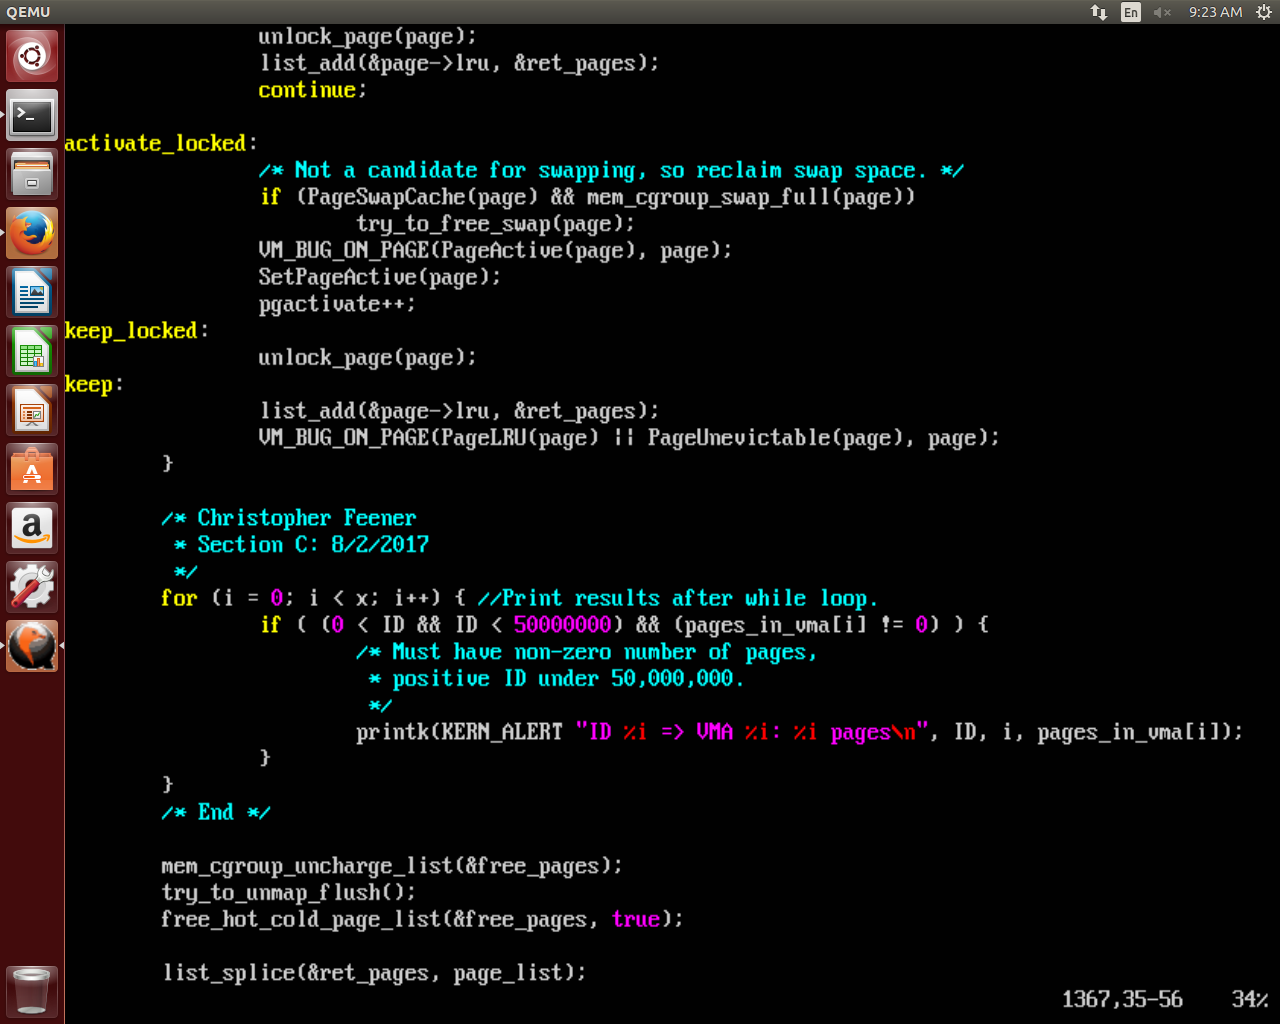 QEMU
En
9:23 AM
unlock_page(page);
list_add(&page->lru, &ret_pages);
continue;
activate_locked:
/* Not a candidate for swapping, so reclaim swap space. */
if (PageSwapCache(page) && mem_cgroup_swap_full(page))
try_to_free_swap(page);
VM_BUG_ON_PAGE(PageActive(page), page);
SetPageActive(page);
pgactivate++;
keep_locked:
unlock_page(page);
keep:
list_add(&page->lru, &ret_pages);
VM_BUG_ON_PAGE(PageLRU(page) || PageUnevictable(page), page);
}
/* Christopher Feener
* Section C: 8/2/2017
*/
for (i = 0; i < x; i++) { //Print results after while loop.
if ( (0 < ID && ID < 50000000) && (pages_in_vma[i] != 0) ) {
/* Must have non-zero number of pages,
* positive ID under 50,000,000.
*/
printk(KERN_ALERT "ID %i => VMA %i: %i pages\n", ID, i, pages_in_vma[i]);
}
}
/* End */
mem_cgroup_uncharge_list(&free_pages);
try_to_unmap_flush();
free_hot_cold_page_list(&free_pages, true);
list_splice(&ret_pages, page_list);
1367,35-56 34%